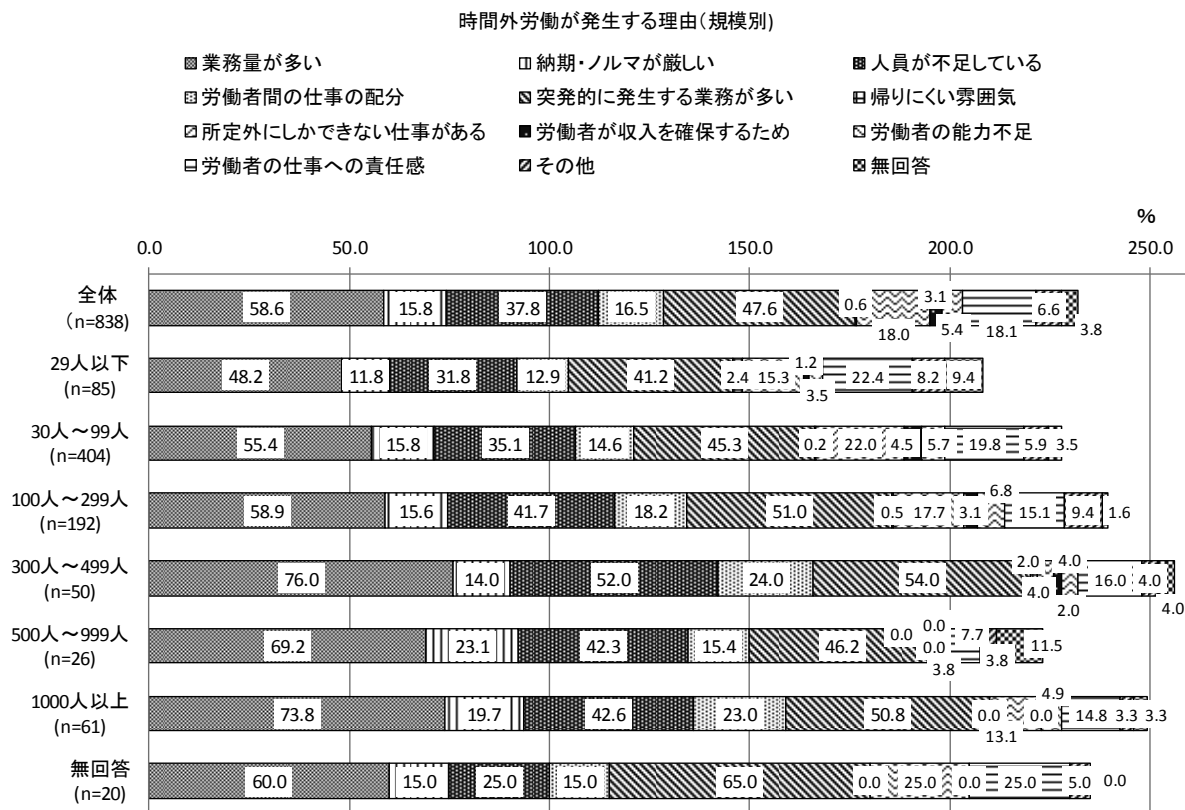 時間外労働が発生する理由（規模別）
業務量が多い 納期・ノルマが厳しい 人員が不足している
労働者間の仕事の配分 突発的に発生する業務が多い 帰りにくい雰囲気
所定外にしかできない仕事がある 労働者が収入を確保するため 労働者の能力不足
労働者の仕事への責任感 その他 無回答
%
0.0 50.0 100.0 150.0 200.0 250.0
全体
（n=838)
58.6 15.8 37.8 16.5 47.6 0.6 18.0 3.1 5.4 18.1 6.6 3.8
29人以下
(n=85)
48.2 11.8 31.8 12.9 41.2 2.4 15.3 1.2 3.5 22.4 8.2 9.4
30人～99人
(n=404)
55.4 15.8 35.1 14.6 45.3 0.2 22.0 4.5 5.7 19.8 5.9 3.5
100人～299人
(n=192)
58.9 15.6 41.7 18.2 51.0 0.5 17.7 3.1 6.8 15.1 9.4 1.6
300人～499人
(n=50)
76.0 14.0 52.0 24.0 54.0 2.0 4.0 4.0 2.0 16.0 4.0 4.0
500人～999人
(n=26)
69.2 23.1 42.3 15.4 46.2 0.0 0.0 0.0 3.8 7.7 3.8 11.5
1000人以上
(n=61)
73.8 19.7 42.6 23.0 50.8 0.0 13.1 0.0 4.9 14.8 3.3 3.3
無回答
(n=20)
60.0 15.0 25.0 15.0 65.0 0.0 25.0 0.0 25.0 5.0 0.0